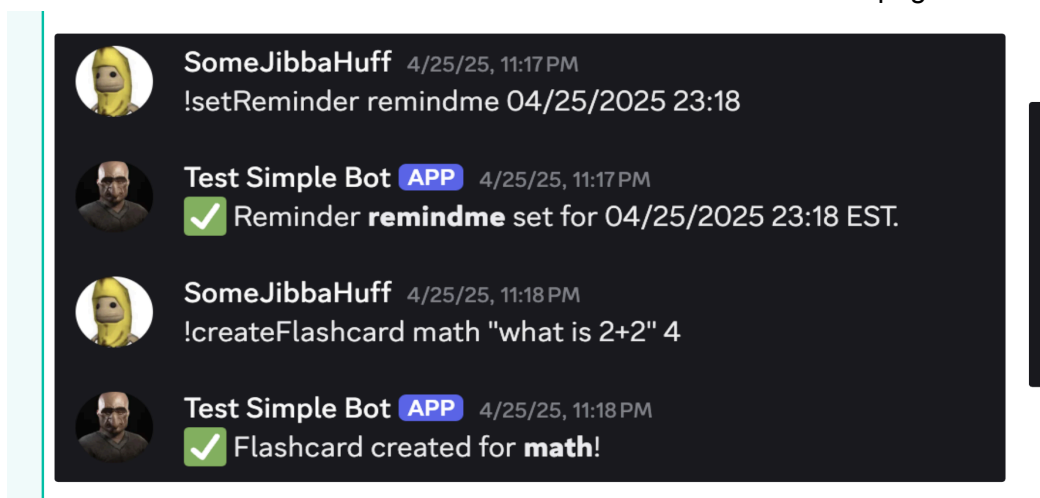 SomeJibbaHuff 4/25/25, 11:17 PM
!setReminder remindme 04/25/2025 23:18
Test Simple Bot APP 4/25/25, 11:17 PM
✅ Reminder remindme set for 04/25/2025 23:18 EST.
SomeJibbaHuff 4/25/25, 11:18 PM
!createFlashcard math "what is 2+2" 4
Test Simple Bot APP 4/25/25, 11:18 PM
✅ Flashcard created for math!